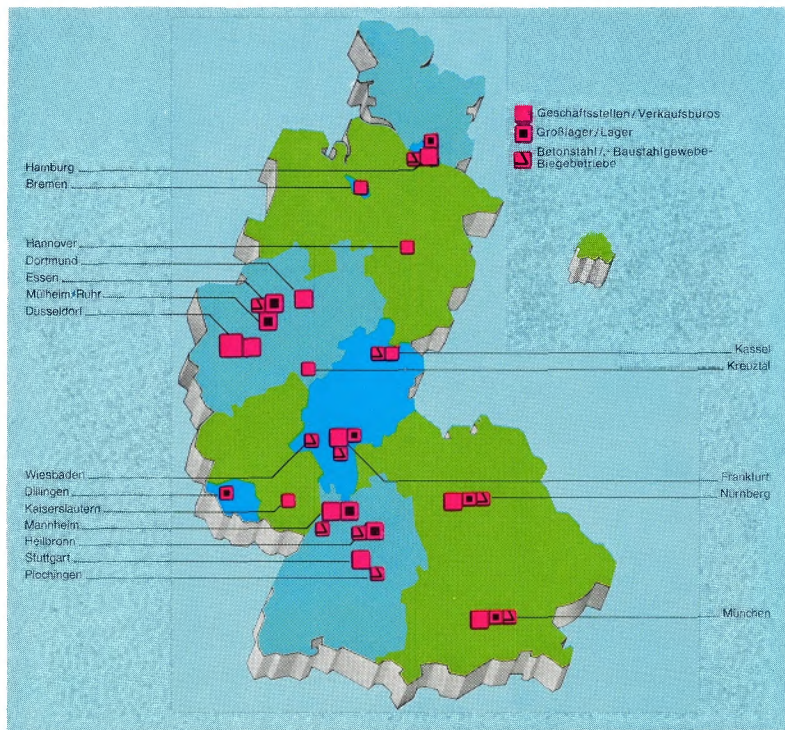 Geschäftsstellen/Verkaufsbüros
Großlager/Lager
Betonstahl/,- Baustahlgewebe-
Biegebetriebe
Hamburg
Bremen
Hannover
Dortmund
Essen
Mülheim/Ruhr
Düsseldorf
Kassel
Kreuztal
Wiesbaden
Dillingen
Kaiserslautern
Mannheim
Heilbronn
Stuttgart
Plochingen
Frankfurt
Nürnberg
München